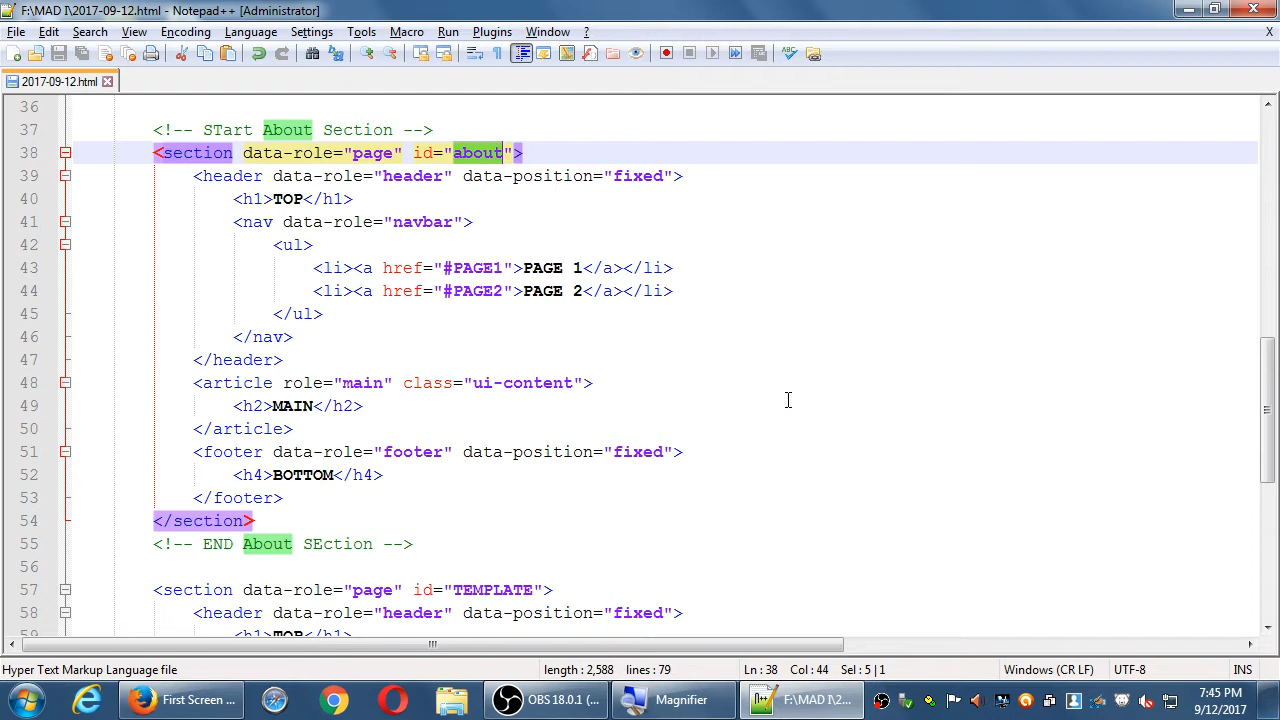 F:\MAD I\2017-09-12.html - Notepad++ [Administrator]
File Edit Search View Encoding Language Settings Tools Macro Run Plugins Window ? X
2017-09-12.html
36
37 <!-- STart About Section -->
38 <section data-role="page" id="about">
39 <header data-role="header" data-position="fixed">
40 <h1>TOP</h1>
41 <nav data-role="navbar">
42 <ul>
43 <li><a href="#PAGE1">PAGE 1</a></li>
44 <li><a href="#PAGE2">PAGE 2</a></li>
45 </ul>
46 </nav>
47 </header>
48 <article role="main" class="ui-content">
49 <h2>MAIN</h2>
50 </article>
51 <footer data-role="footer" data-position="fixed">
52 <h4>BOTTOM</h4>
53 </footer>
54 </section>
55 <!-- END About SEction -->
56
57 <section data-role="page" id="TEMPLATE">
58 <header data-role="header" data-position="fixed">
59 <h1>TOP</h1>
Hyper Text Markup Language file length : 2,588 lines : 79 Ln : 38 Col : 44 Sel : 5 | 1 Windows (CR LF) UTF-8 INS
First Screen ... OBS 18.0.1 (... Magnifier F:\MAD I\2... 7:45 PM
9/12/2017